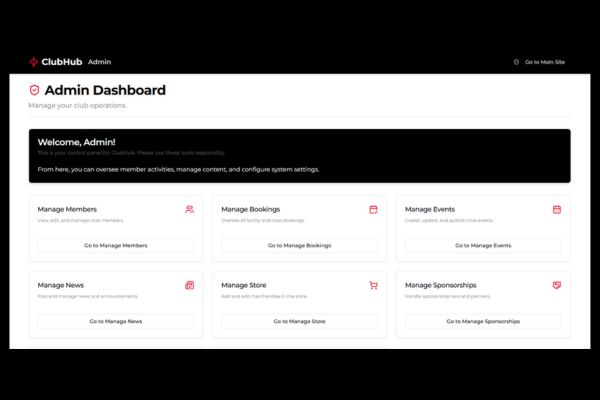 ClubHub Admin
Go to Main Site
Admin Dashboard
Manage your club operations.
Welcome, Admin!
This is your control panel for ClubHub. Please use these tools responsibly.
From here, you can oversee member activities, manage content, and configure system settings.
Manage Members
View, edit, and manage club members.
Go to Manage Members
Manage Bookings
Oversee all facility and class bookings.
Go to Manage Bookings
Manage Events
Create, update, and publish club events.
Go to Manage Events
Manage News
Post and manage news and announcements.
Go to Manage News
Manage Store
Add and edit merchandise in the store.
Go to Manage Store
Manage Sponsorships
Handle sponsorship tiers and partners.
Go to Manage Sponsorships